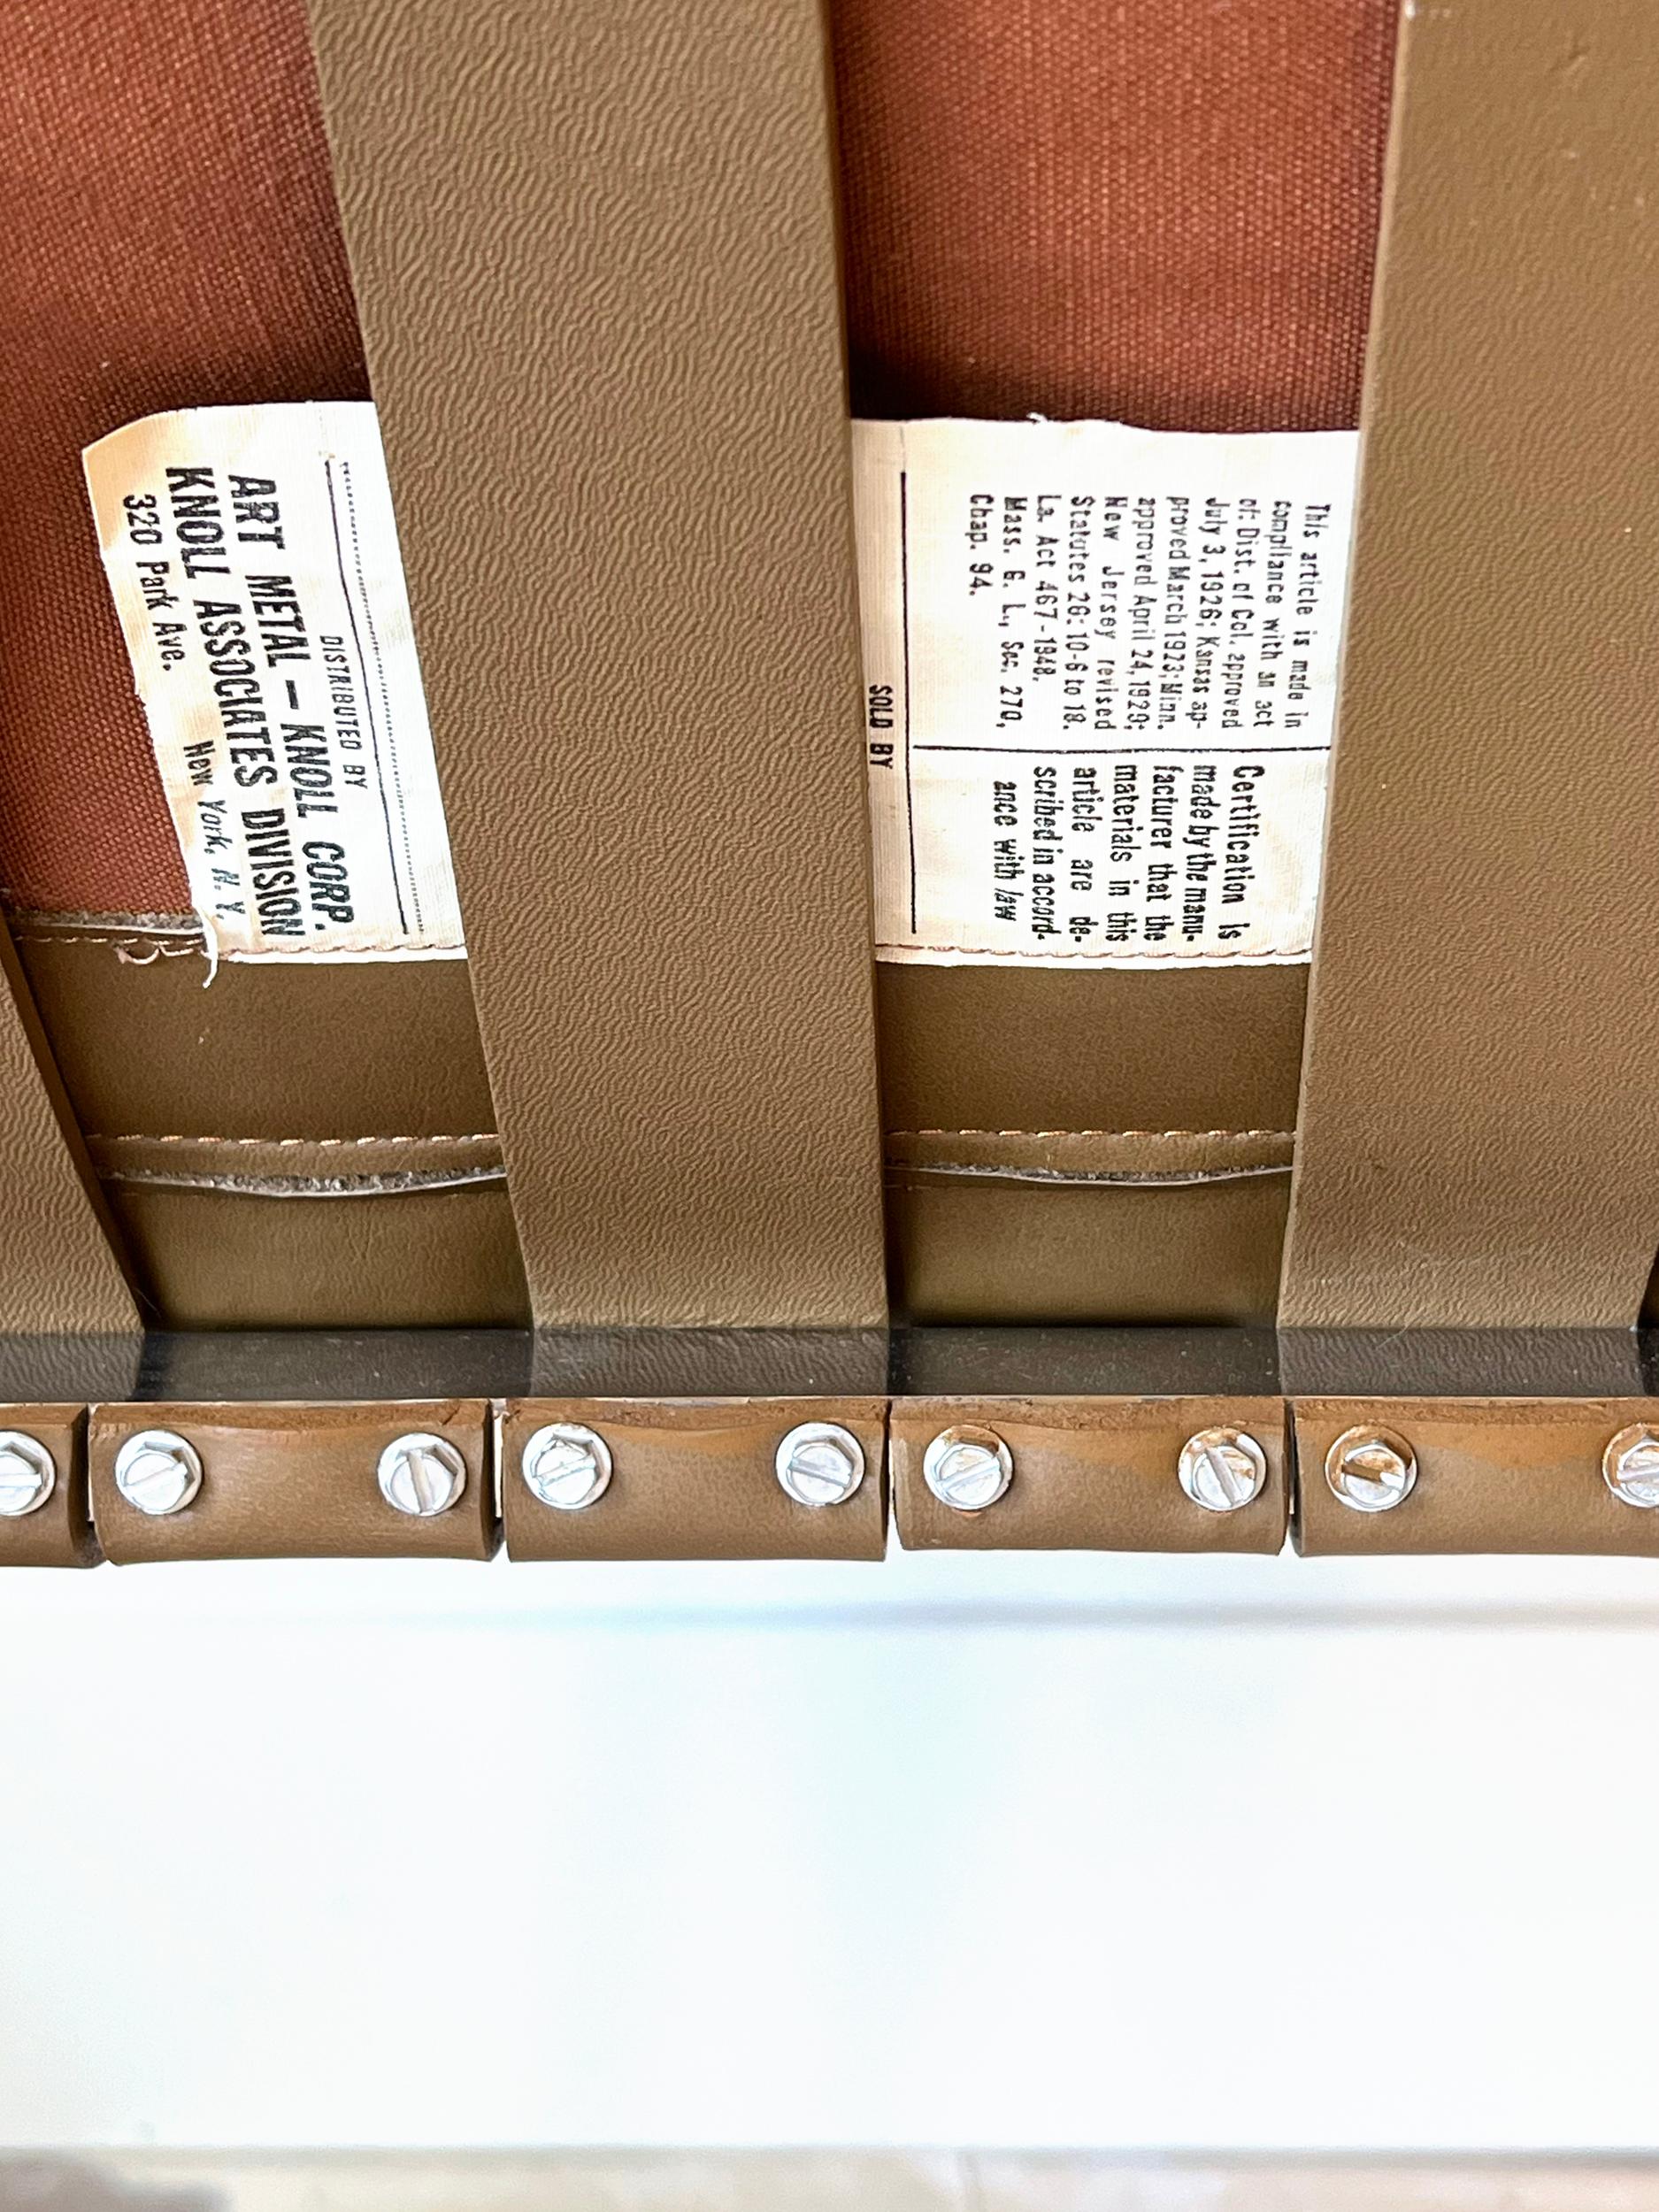 This article is made in
compliance with an act
of: Dist. of Col. approved
July 3, 1926; Kansas ap-
proved March 1923; Minn.
approved April 24, 1929;
New Jersey revised
Statutes 26: 10-6 to 18.
La. Act 467-1948.
Mass. G. L., Sec. 270,
Chap. 94.
Certification is
made by the manu-
facturer that the
materials in this
article are de-
scribed in accord-
ance with law
SOLD BY
DISTRIBUTED BY
ART METAL — KNOLL CORP.
KNOLL ASSOCIATES DIVISION
320 Park Ave. New York, N. Y.